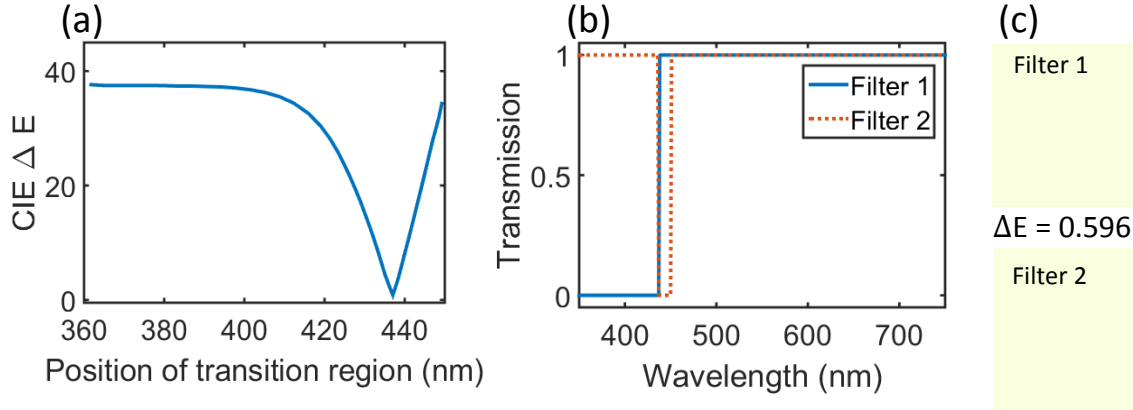 (a)
CIE Δ E
40
20
0
360
380
400
420
440
Position of transition region (nm)
(b)
Transmission
1
0.5
0
400
500
600
700
Wavelength (nm)
Filter 1
Filter 2
(c)
Filter 1
ΔE = 0.596
Filter 2